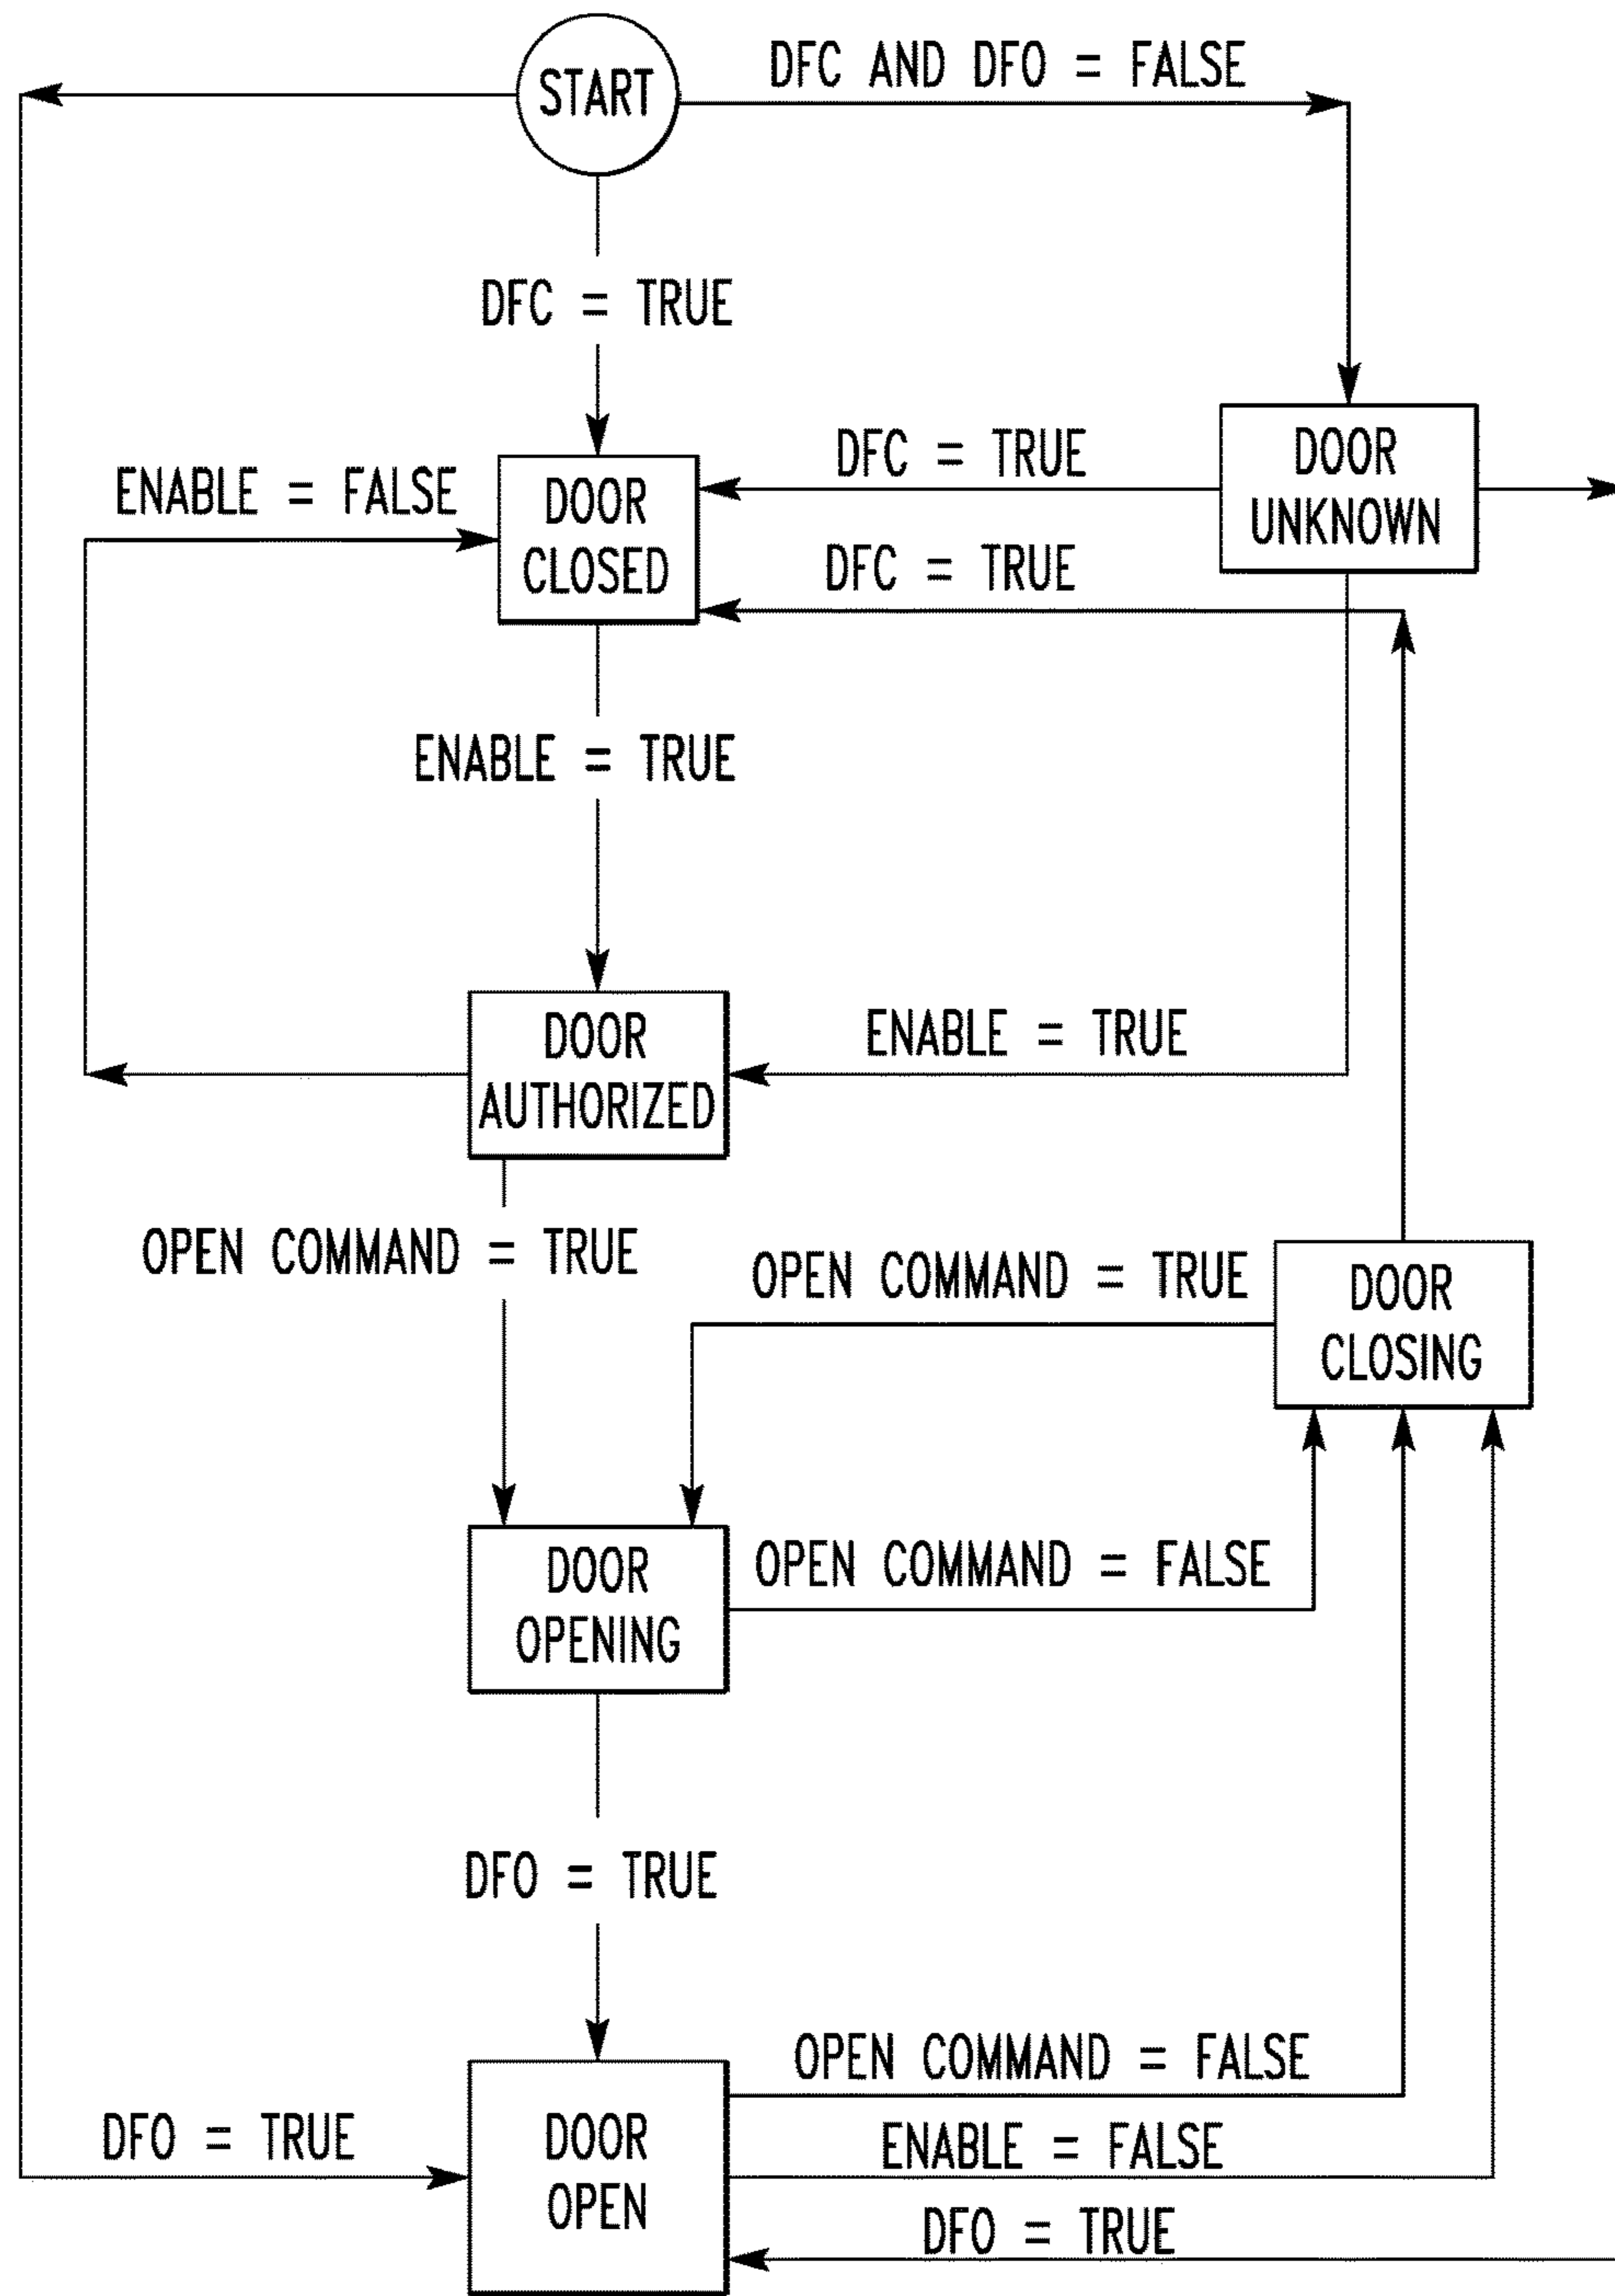 START
DFC AND DFO = FALSE
DFC = TRUE
DOOR
UNKNOWN
DFC = TRUE
ENABLE = FALSE
DOOR
CLOSED
DFC = TRUE
ENABLE = TRUE
DOOR
AUTHORIZED
ENABLE = TRUE
OPEN COMMAND = TRUE
OPEN COMMAND = TRUE
DOOR
CLOSING
DOOR
OPENING
OPEN COMMAND = FALSE
DFO = TRUE
OPEN COMMAND = FALSE
DFO = TRUE
DOOR
OPEN
ENABLE = FALSE
DFO = TRUE